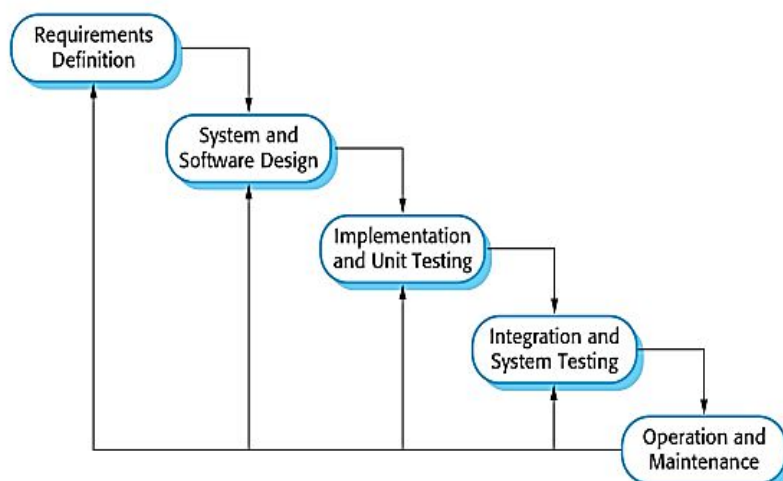 Requirements
Definition
System and
Software Design
Implementation
and Unit Testing
Integration and
System Testing
Operation and
Maintenance